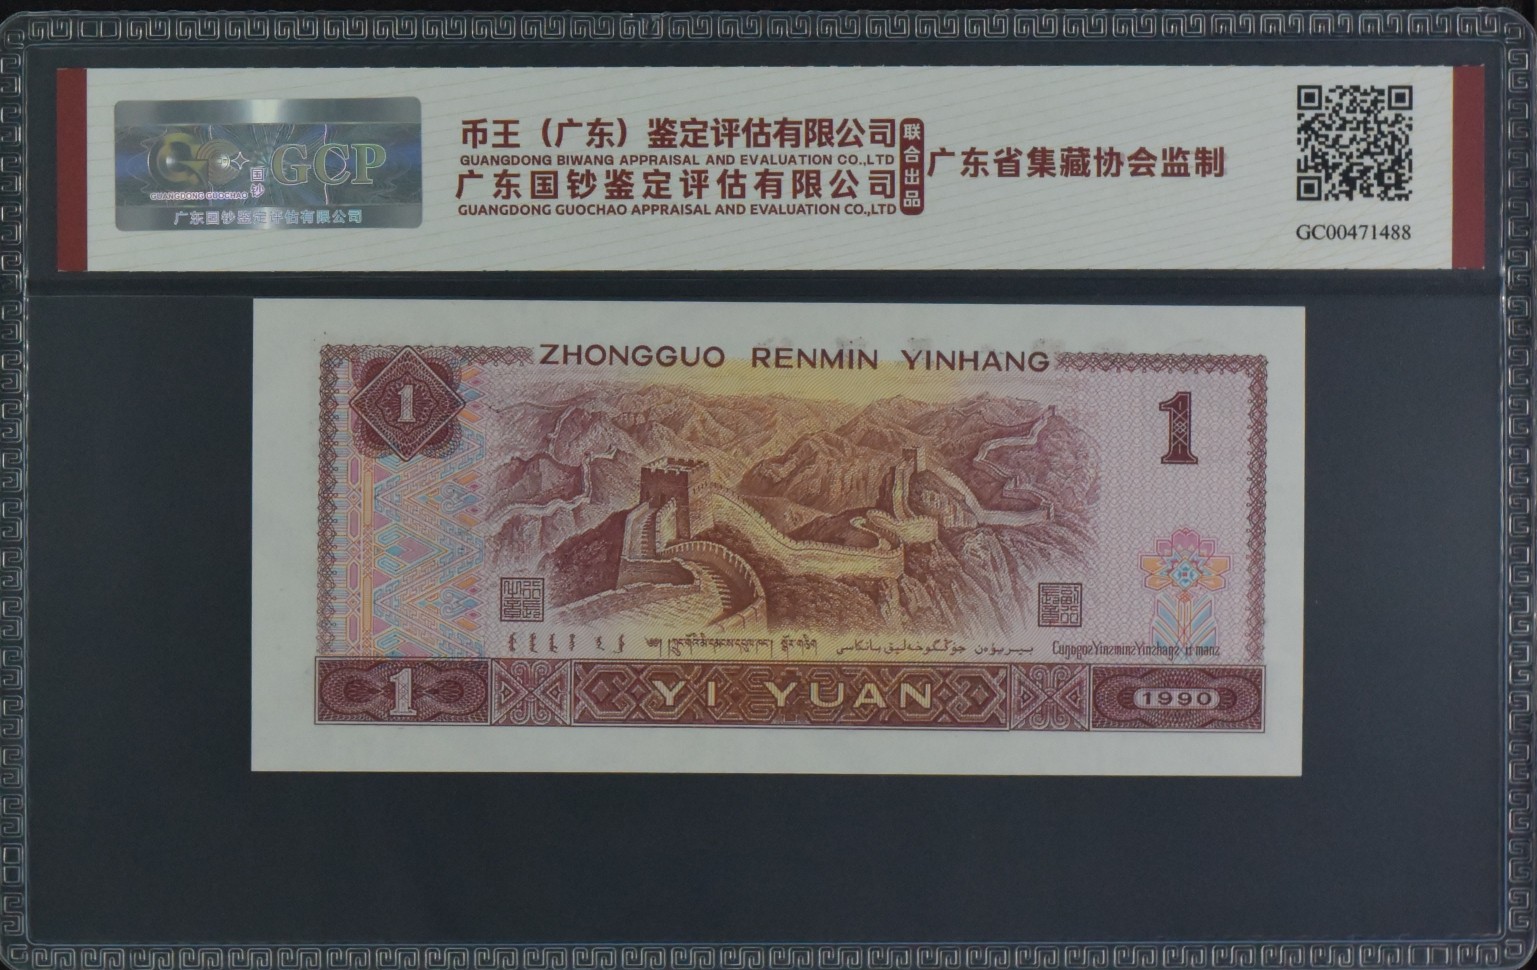 GCP
国钞
GUANGDONG GUOCHAO
广东国钞鉴定评估有限公司
币王（广东）鉴定评估有限公司
GUANGDONG BIWANG APPRAISAL AND EVALUATION CO.,LTD
广东国钞鉴定评估有限公司
GUANGDONG GUOCHAO APPRAISAL AND EVALUATION CO.,LTD
联合出品
广东省集藏协会监制
GC00471488
ZHONGGUO RENMIN YINHANG
1
1
1
YI YUAN
1990